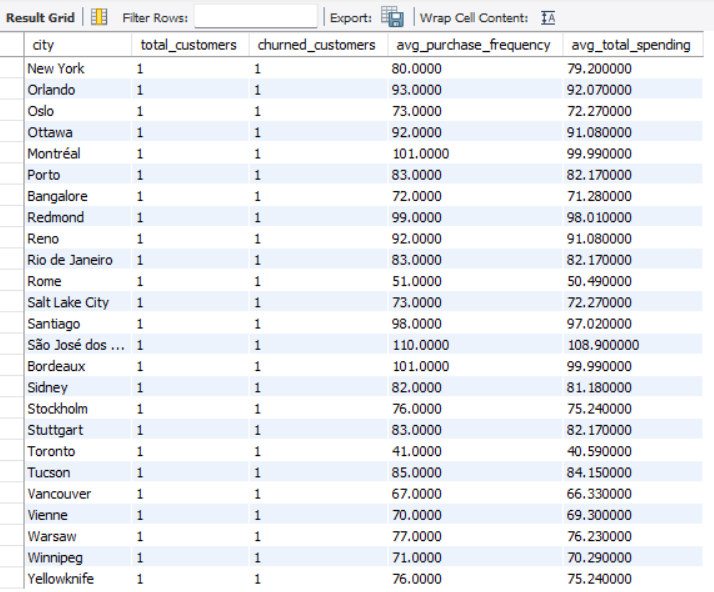 Result Grid Filter Rows: Export: Wrap Cell Content:
city total_customers churned_customers avg_purchase_frequency avg_total_spending
New York 1 1 80.0000 79.200000
Orlando 1 1 93.0000 92.070000
Oslo 1 1 73.0000 72.270000
Ottawa 1 1 92.0000 91.080000
Montréal 1 1 101.0000 99.990000
Porto 1 1 83.0000 82.170000
Bangalore 1 1 72.0000 71.280000
Redmond 1 1 99.0000 98.010000
Reno 1 1 92.0000 91.080000
Rio de Janeiro 1 1 83.0000 82.170000
Rome 1 1 51.0000 50.490000
Salt Lake City 1 1 73.0000 72.270000
Santiago 1 1 98.0000 97.020000
São José dos ... 1 1 110.0000 108.900000
Bordeaux 1 1 101.0000 99.990000
Sidney 1 1 82.0000 81.180000
Stockholm 1 1 76.0000 75.240000
Stuttgart 1 1 83.0000 82.170000
Toronto 1 1 41.0000 40.590000
Tucson 1 1 85.0000 84.150000
Vancouver 1 1 67.0000 66.330000
Vienne 1 1 70.0000 69.300000
Warsaw 1 1 77.0000 76.230000
Winnipeg 1 1 71.0000 70.290000
Yellowknife 1 1 76.0000 75.240000